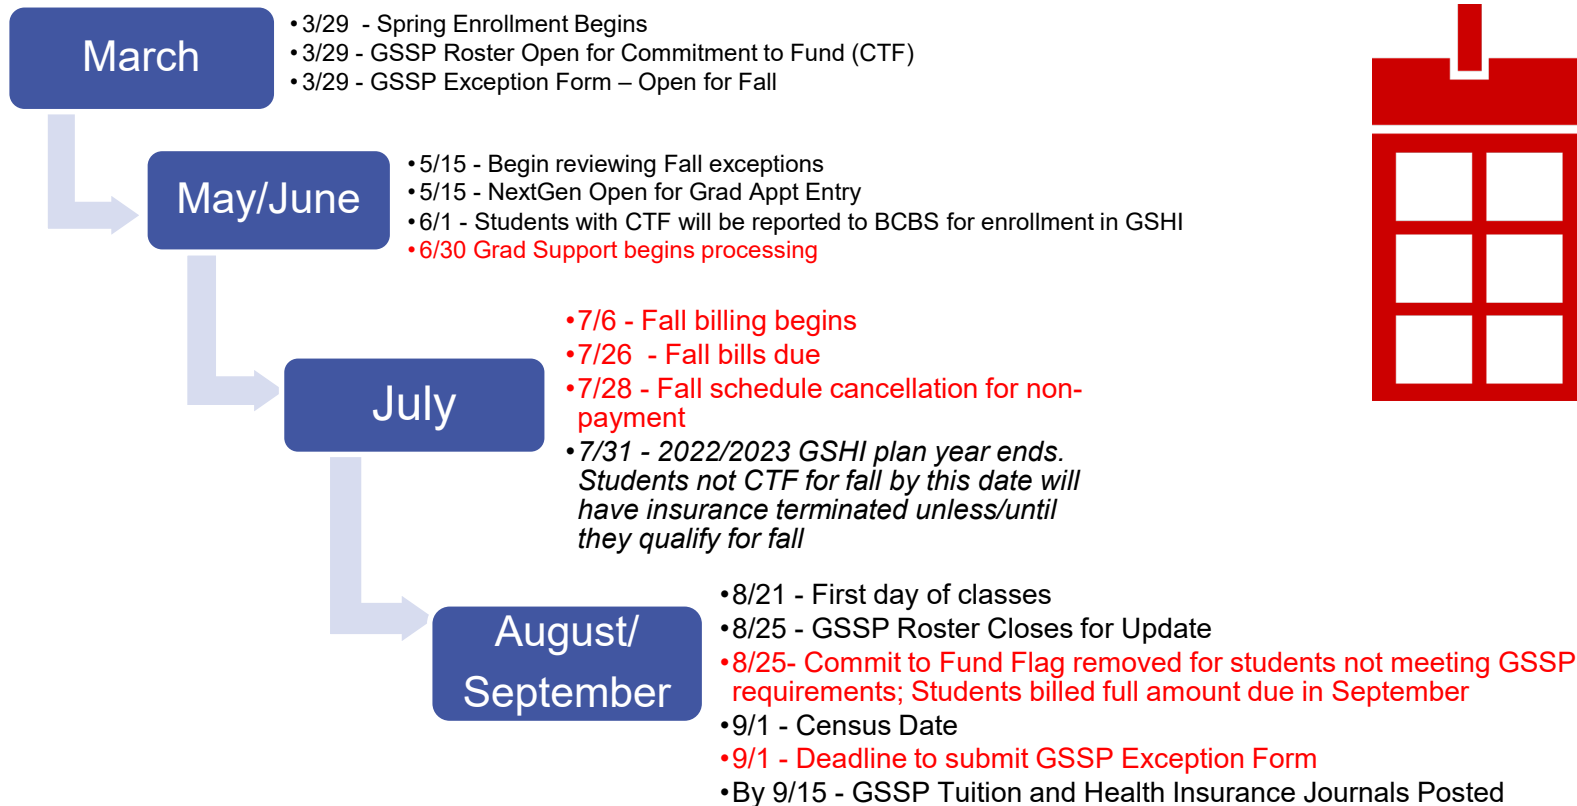 March
• 3/29 - Spring Enrollment Begins
• 3/29 - GSSP Roster Open for Commitment to Fund (CTF)
• 3/29 - GSSP Exception Form – Open for Fall
May/June
• 5/15 - Begin reviewing Fall exceptions
• 5/15 - NextGen Open for Grad Appt Entry
• 6/1 - Students with CTF will be reported to BCBS for enrollment in GSHI
• 6/30 Grad Support begins processing
July
• 7/6 - Fall billing begins
• 7/26 - Fall bills due
• 7/28 - Fall schedule cancellation for non-
payment
• 7/31 - 2022/2023 GSHI plan year ends.
Students not CTF for fall by this date will
have insurance terminated unless/until
they qualify for fall
August/
September
• 8/21 - First day of classes
• 8/25 - GSSP Roster Closes for Update
• 8/25- Commit to Fund Flag removed for students not meeting GSSP
requirements; Students billed full amount due in September
• 9/1 - Census Date
• 9/1 - Deadline to submit GSSP Exception Form
• By 9/15 - GSSP Tuition and Health Insurance Journals Posted